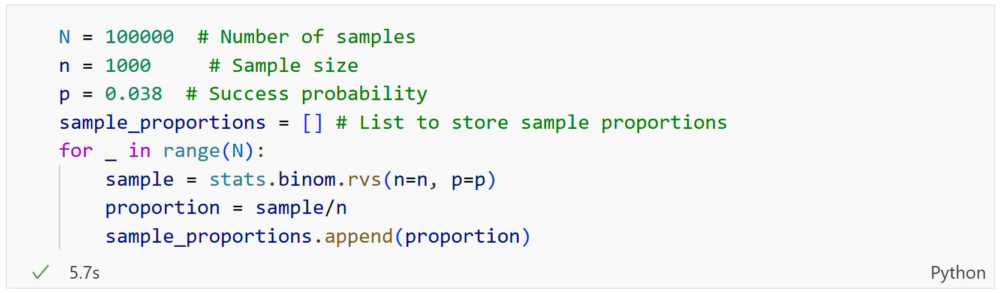 N = 100000  # Number of samples
n = 1000     # Sample size
p = 0.038  # Success probability
sample_proportions = [] # List to store sample proportions
for _ in range(N):
    sample = stats.binom.rvs(n=n, p=p)
    proportion = sample/n
    sample_proportions.append(proportion)
5.7s Python